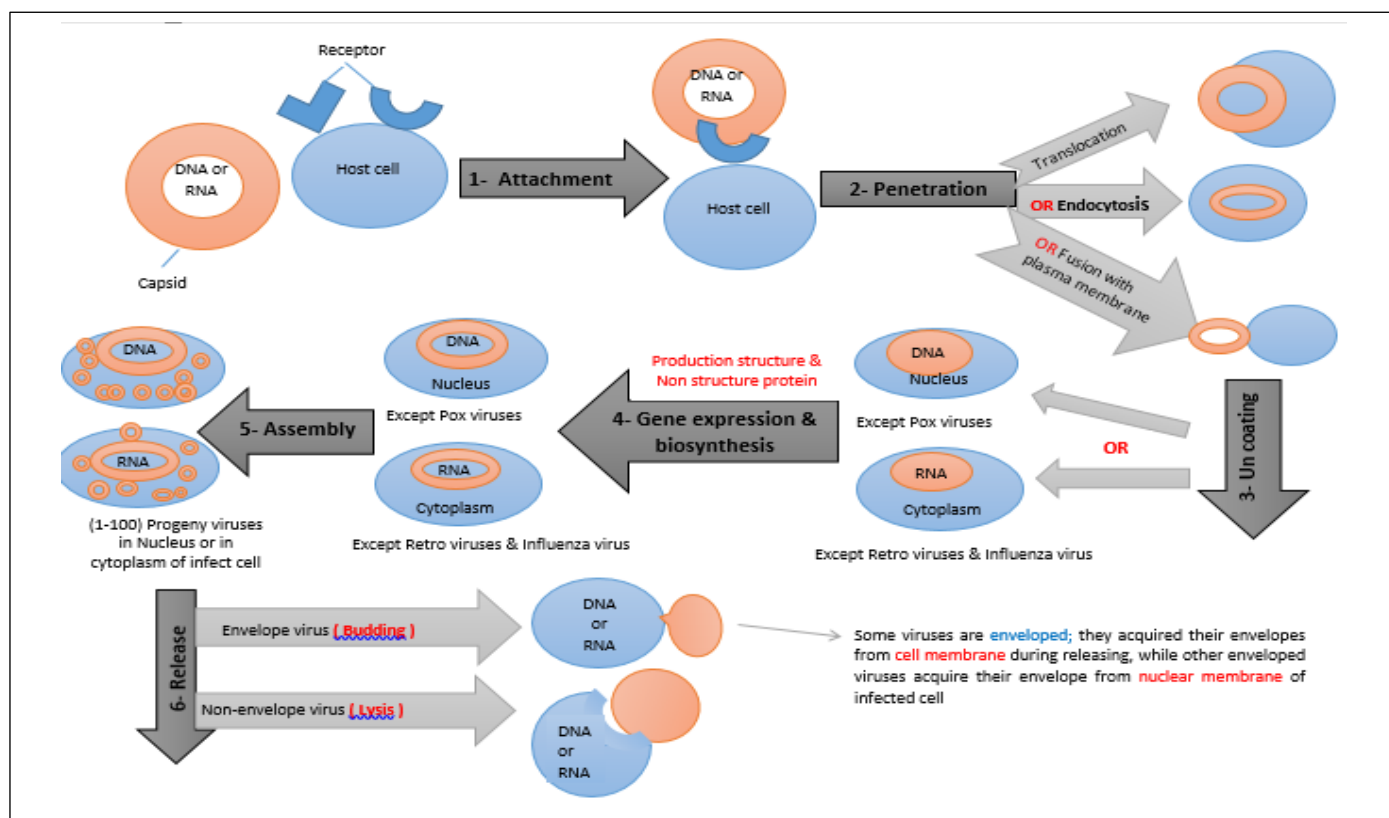 Receptor
DNA or
RNA
Host cell
Capsid
1- Attachment
DNA or
RNA
Host cell
2- Penetration
Translocation
OR Endocytosis
OR Fusion with
plasma membrane
3- Un coating
OR
DNA
Nucleus
Except Pox viruses
RNA
Cytoplasm
Except Retro viruses & Influenza virus
Production structure &
Non structure protein
4- Gene expression &
biosynthesis
DNA
Nucleus
Except Pox viruses
RNA
Cytoplasm
Except Retro viruses & Influenza virus
5- Assembly
DNA
RNA
(1-100) Progeny viruses
in Nucleus or in
cytoplasm of infect cell
6- Release
Envelope virus ( Budding )
Non-envelope virus ( Lysis )
DNA
or
RNA
DNA
or
RNA
Some viruses are enveloped; they acquired their envelopes
from cell membrane during releasing, while other enveloped
viruses acquire their envelope from nuclear membrane of
infected cell